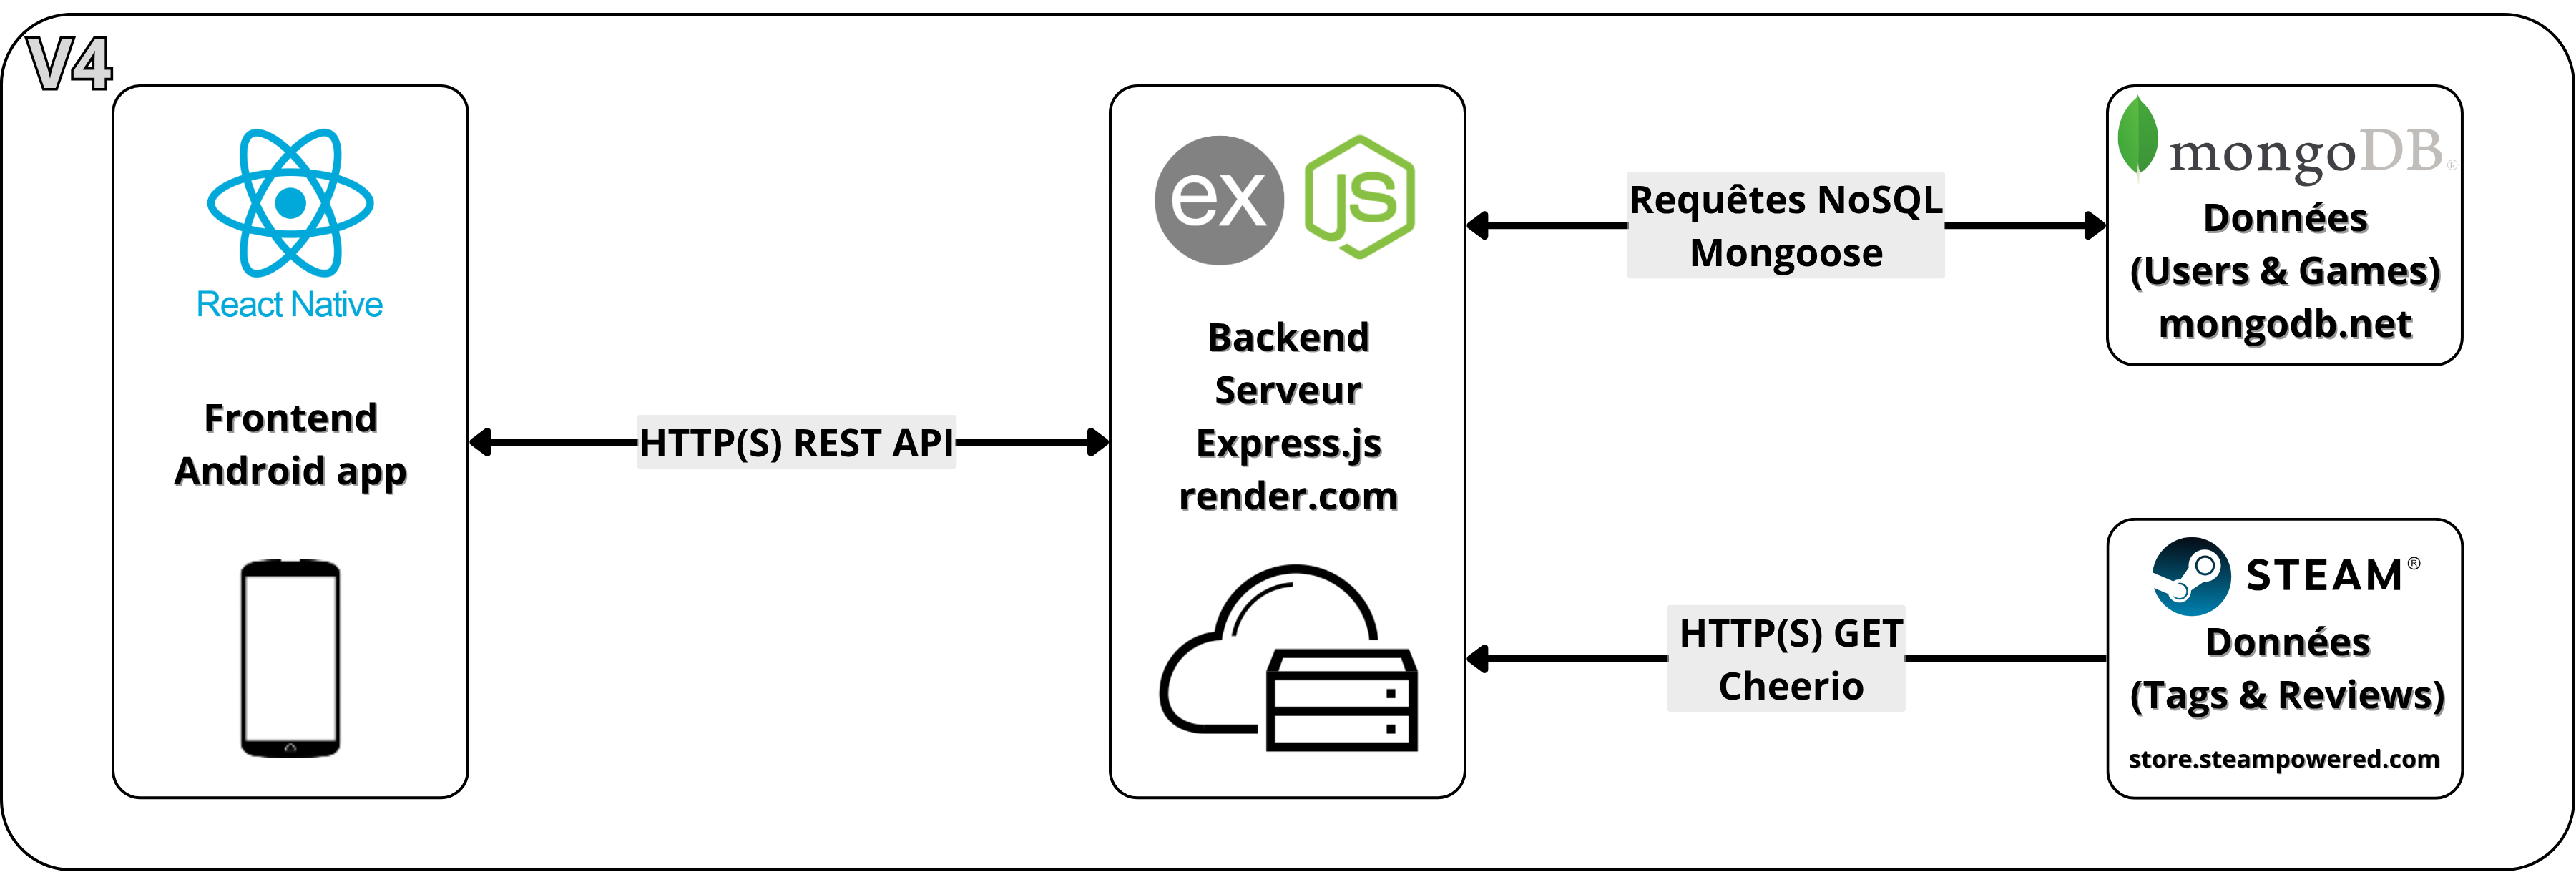 V4
React Native
Frontend
Android app
HTTP(S) REST API
ex
JS
Backend
Serveur
Express.js
render.com
Requêtes NoSQL
Mongoose
mongoDB®
Données
(Users & Games)
mongodb.net
HTTP(S) GET
Cheerio
STEAM®
Données
(Tags & Reviews)
store.steampowered.com